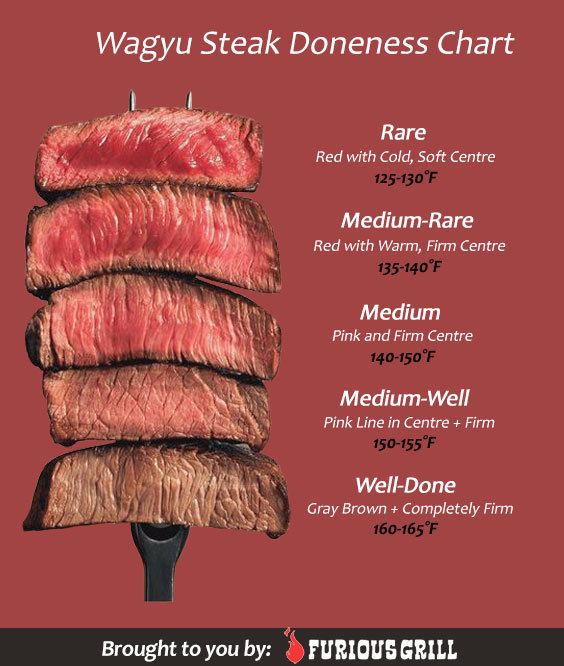 Wagyu Steak Doneness Chart
Rare
Red with Cold, Soft Centre
125-130°F
Medium-Rare
Red with Warm, Firm Centre
135-140°F
Medium
Pink and Firm Centre
140-150°F
Medium-Well
Pink Line in Centre + Firm
150-155°F
Well-Done
Gray Brown + Completely Firm
160-165°F
Brought to you by: FURIOUS GRILL